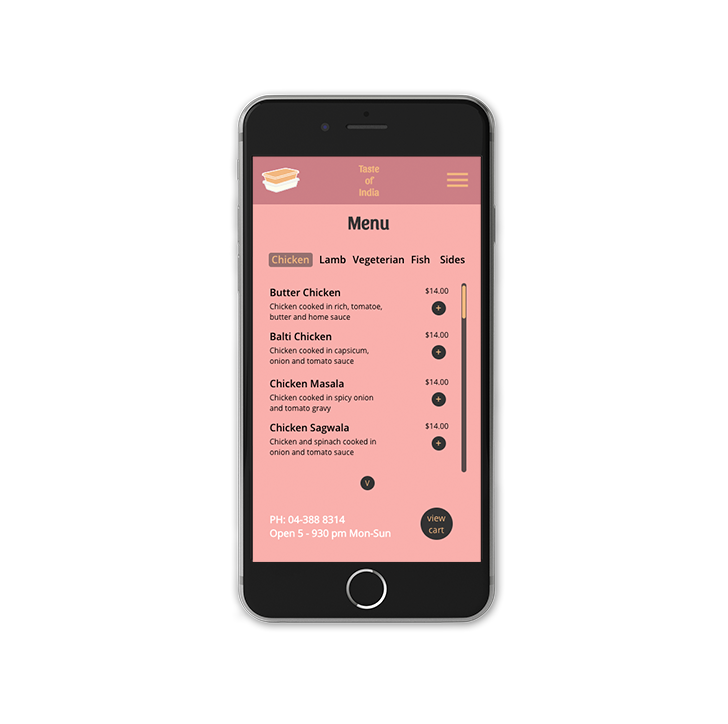 Taste
of
India
Menu
Chicken Lamb Vegeterian Fish Sides
Butter Chicken $14.00
Chicken cooked in rich, tomatoe, +
butter and home sauce
Balti Chicken $14.00
Chicken cooked in capsicum, +
onion and tomato sauce
Chicken Masala $14.00
Chicken cooked in spicy onion +
and tomato gravy
Chicken Sagwala $14.00
Chicken and spinach cooked in +
onion and tomato sauce
V
PH: 04-388 8314
Open 5 - 930 pm Mon-Sun
view
cart